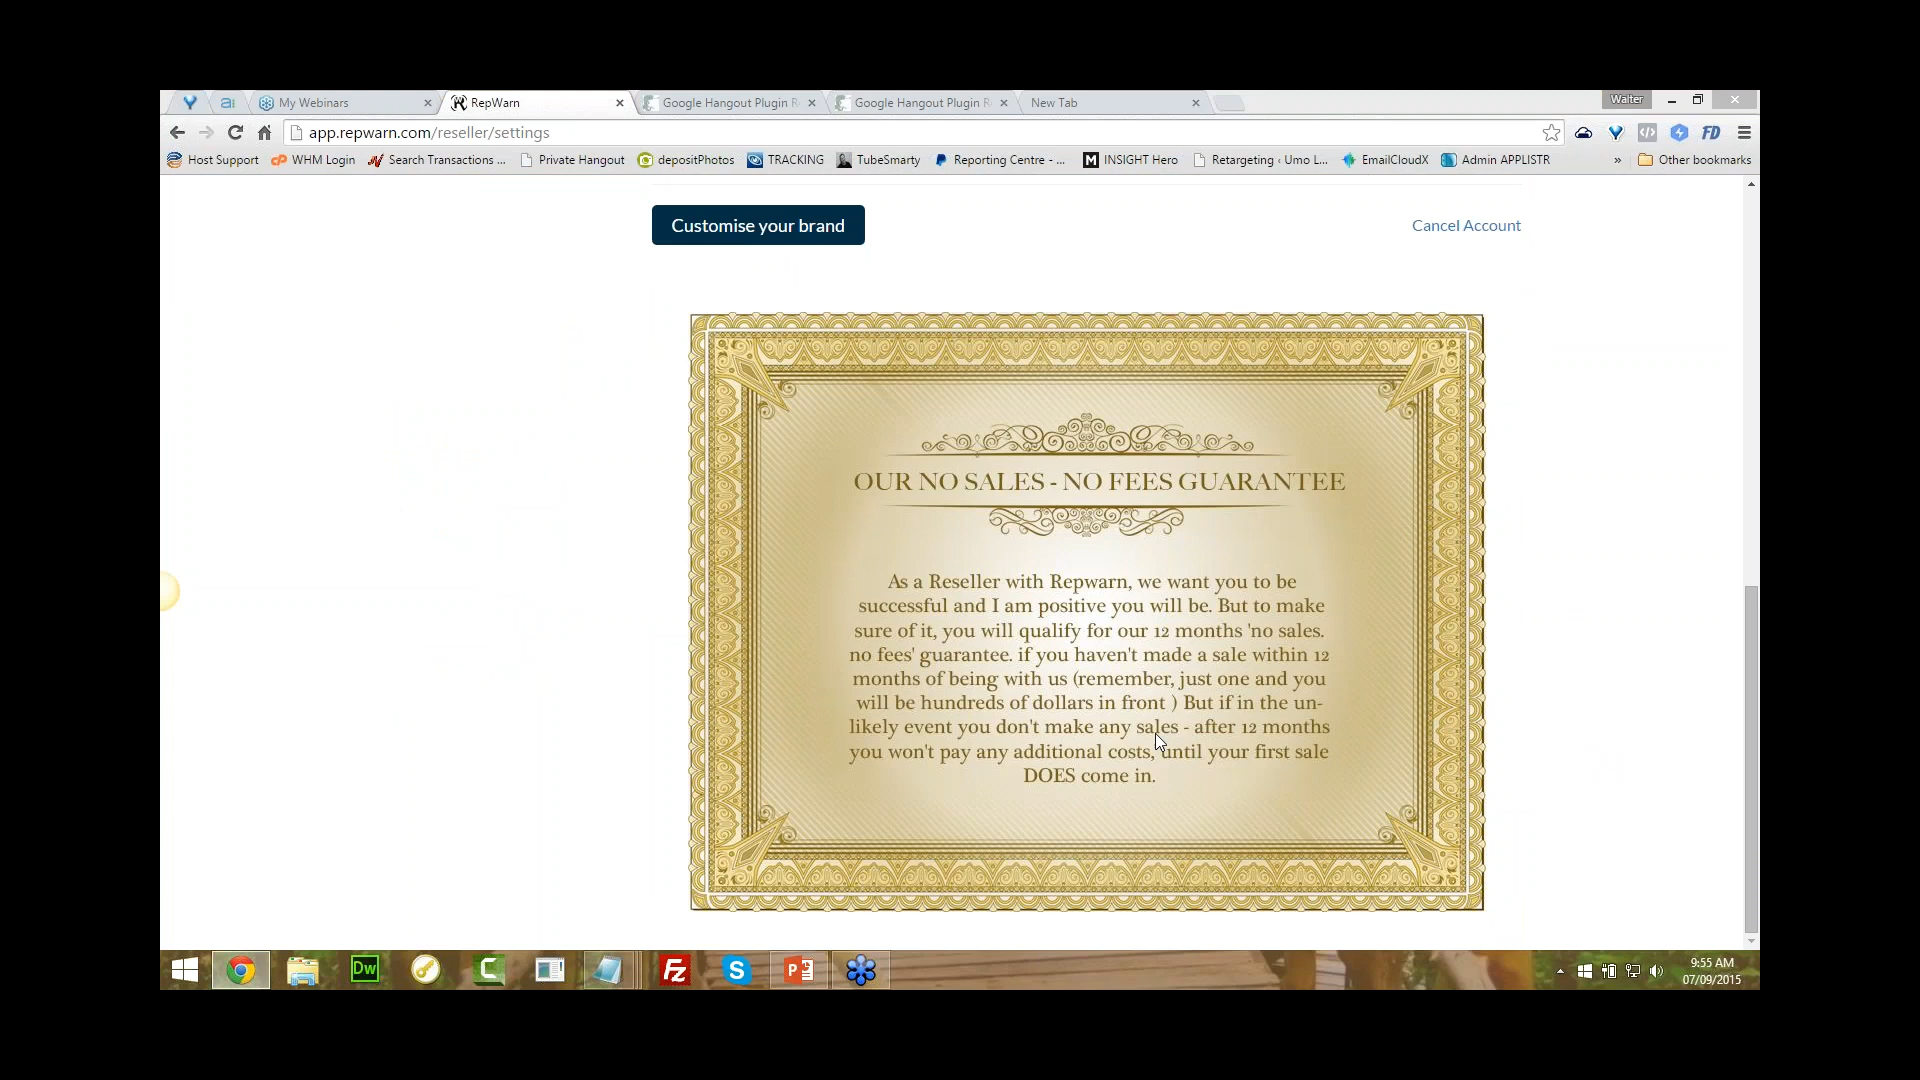 My Webinars
RepWarn
Google Hangout Plugin R
Google Hangout Plugin R
New Tab
Walter
app.repwarn.com/reseller/settings
Host Support
WHM Login
Search Transactions ...
Private Hangout
depositPhotos
TRACKING
TubeSmarty
Reporting Centre - ...
INSIGHT Hero
Retargeting ‹ Umo L...
EmailCloudX
Admin APPLISTR
»
Other bookmarks
Customise your brand
Cancel Account
OUR NO SALES - NO FEES GUARANTEE
As a Reseller with Repwarn, we want you to be
successful and I am positive you will be. But to make
sure of it, you will qualify for our 12 months 'no sales.
no fees' guarantee. if you haven't made a sale within 12
months of being with us (remember, just one and you
will be hundreds of dollars in front ) But if in the un-
likely event you don't make any sales - after 12 months
you won't pay any additional costs, until your first sale
DOES come in.
9:55 AM
07/09/2015